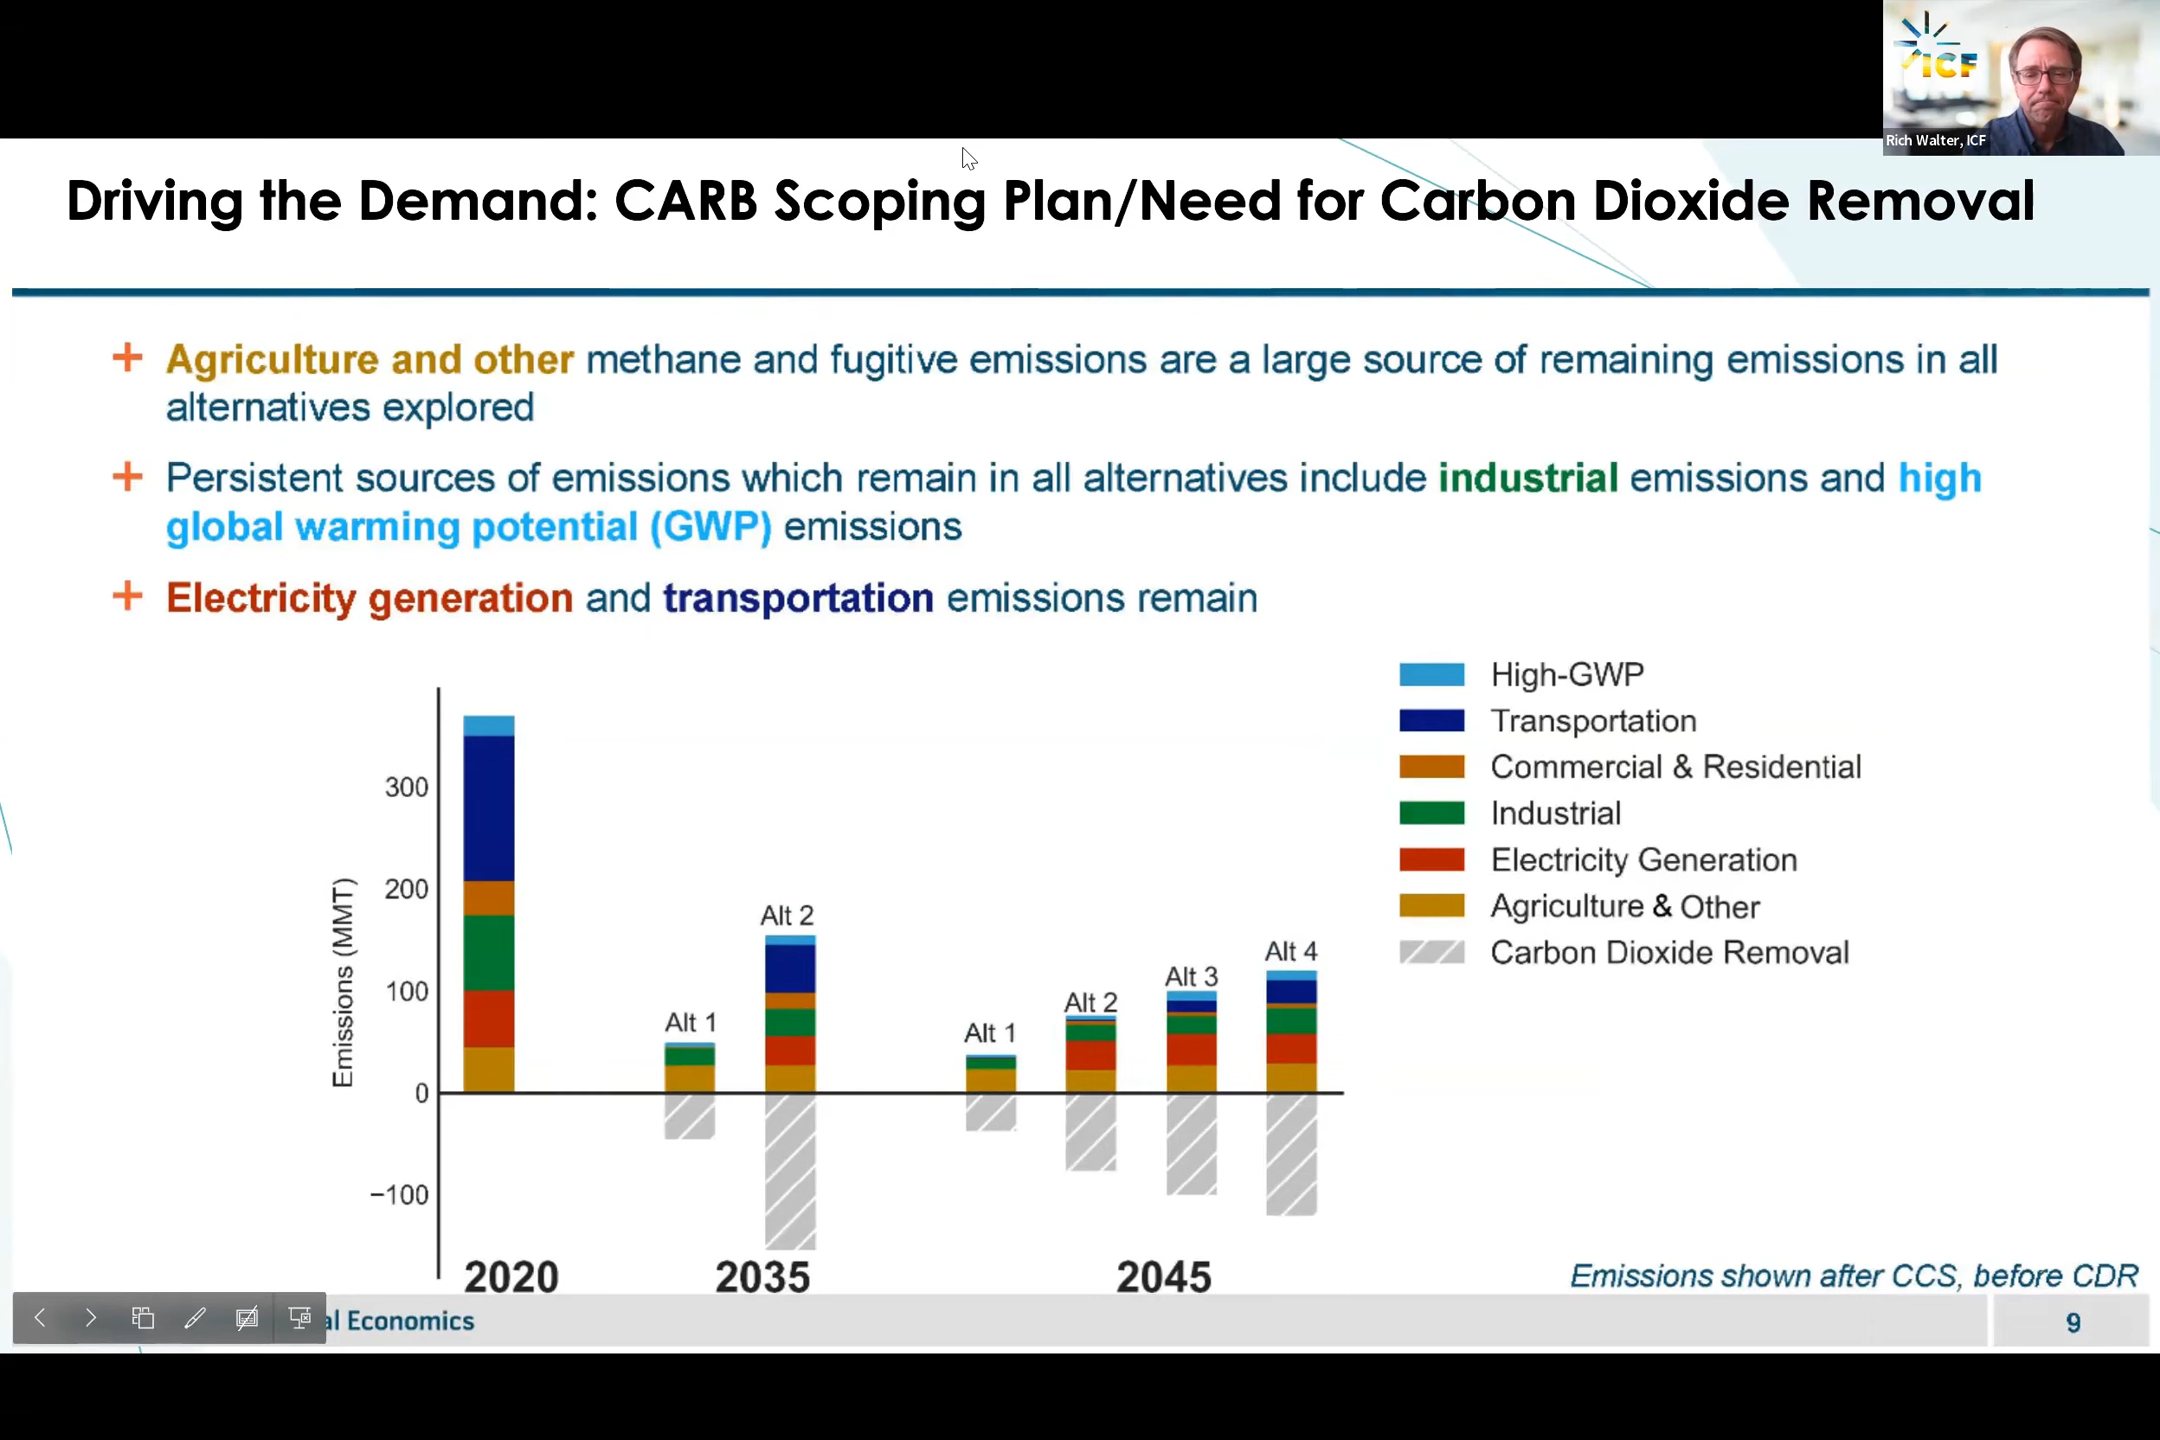 ICF
Rich Walter, ICF
Driving the Demand: CARB Scoping Plan/Need for Carbon Dioxide Removal
+ Agriculture and other methane and fugitive emissions are a large source of remaining emissions in all
alternatives explored
+ Persistent sources of emissions which remain in all alternatives include industrial emissions and high
global warming potential (GWP) emissions
+ Electricity generation and transportation emissions remain
High-GWP
Transportation
Commercial & Residential
Industrial
Electricity Generation
Agriculture & Other
Carbon Dioxide Removal
Emissions (MMT)
300
200
100
0
−100
Alt 1
Alt 2
Alt 1
Alt 2
Alt 3
Alt 4
2020
2035
2045
Emissions shown after CCS, before CDR
al Economics
9